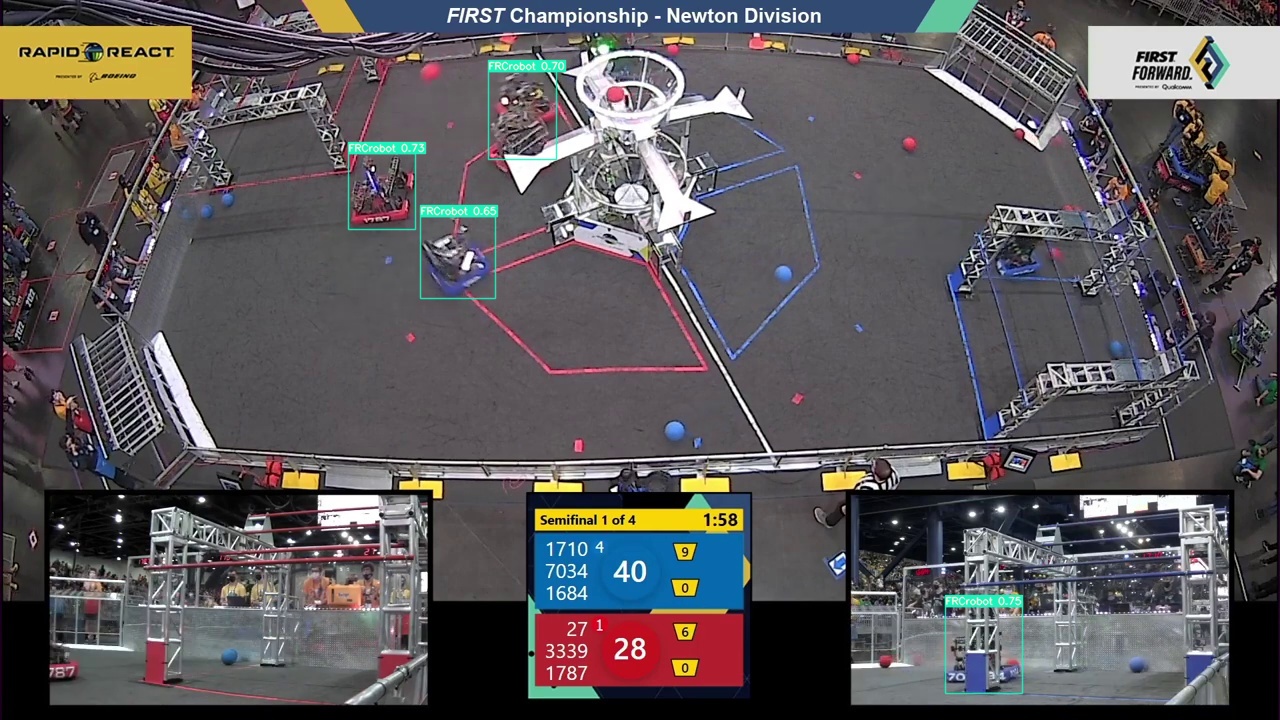 FIRST Championship - Newton Division
RAPID REACT
PRESENTED BY BOEING
FIRST
FORWARD
PRESENTED BY Qualcomm
FRCrobot 0.70
FRCrobot 0.73
FRCrobot 0.65
Semifinal 1 of 4 1:58
1710 4
7034
1684
40
9
0
27 1
3339
1787
28
6
0
FRCrobot 0.75
787